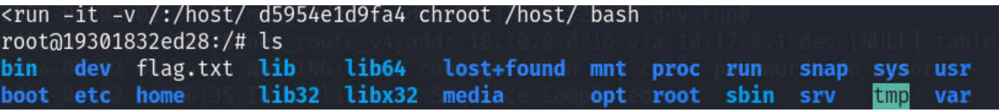 <run -it -v /:/host/ d5954e1d9fa4 chroot /host/ bash
root@19301832ed28:/# ls
bin dev flag.txt lib lib64 lost+found mnt proc run snap sys usr
boot etc home lib32 libx32 media opt root sbin srv tmp var